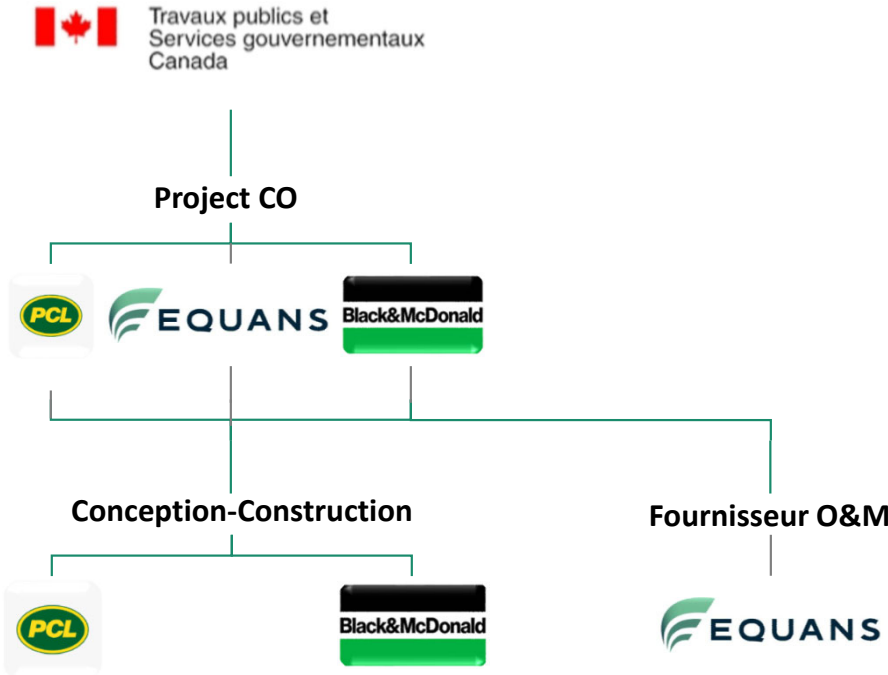 Travaux publics et
Services gouvernementaux
Canada
Project CO
PCL
EQUANS
Black&McDonald
Conception-Construction
Fournisseur O&M
PCL
Black&McDonald
EQUANS